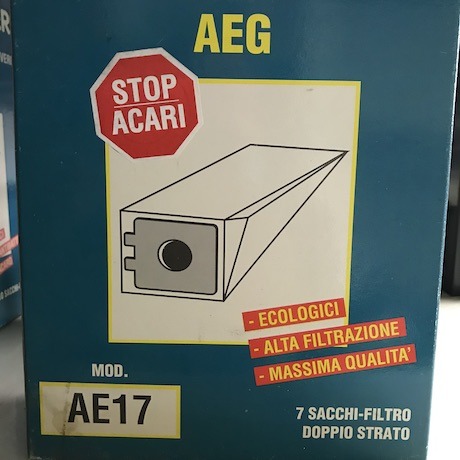 AEG
STOP
ACARI
- ECOLOGICI
- ALTA FILTRAZIONE
- MASSIMA QUALITA'
MOD.
AE17
7 SACCHI-FILTRO
DOPPIO STRATO